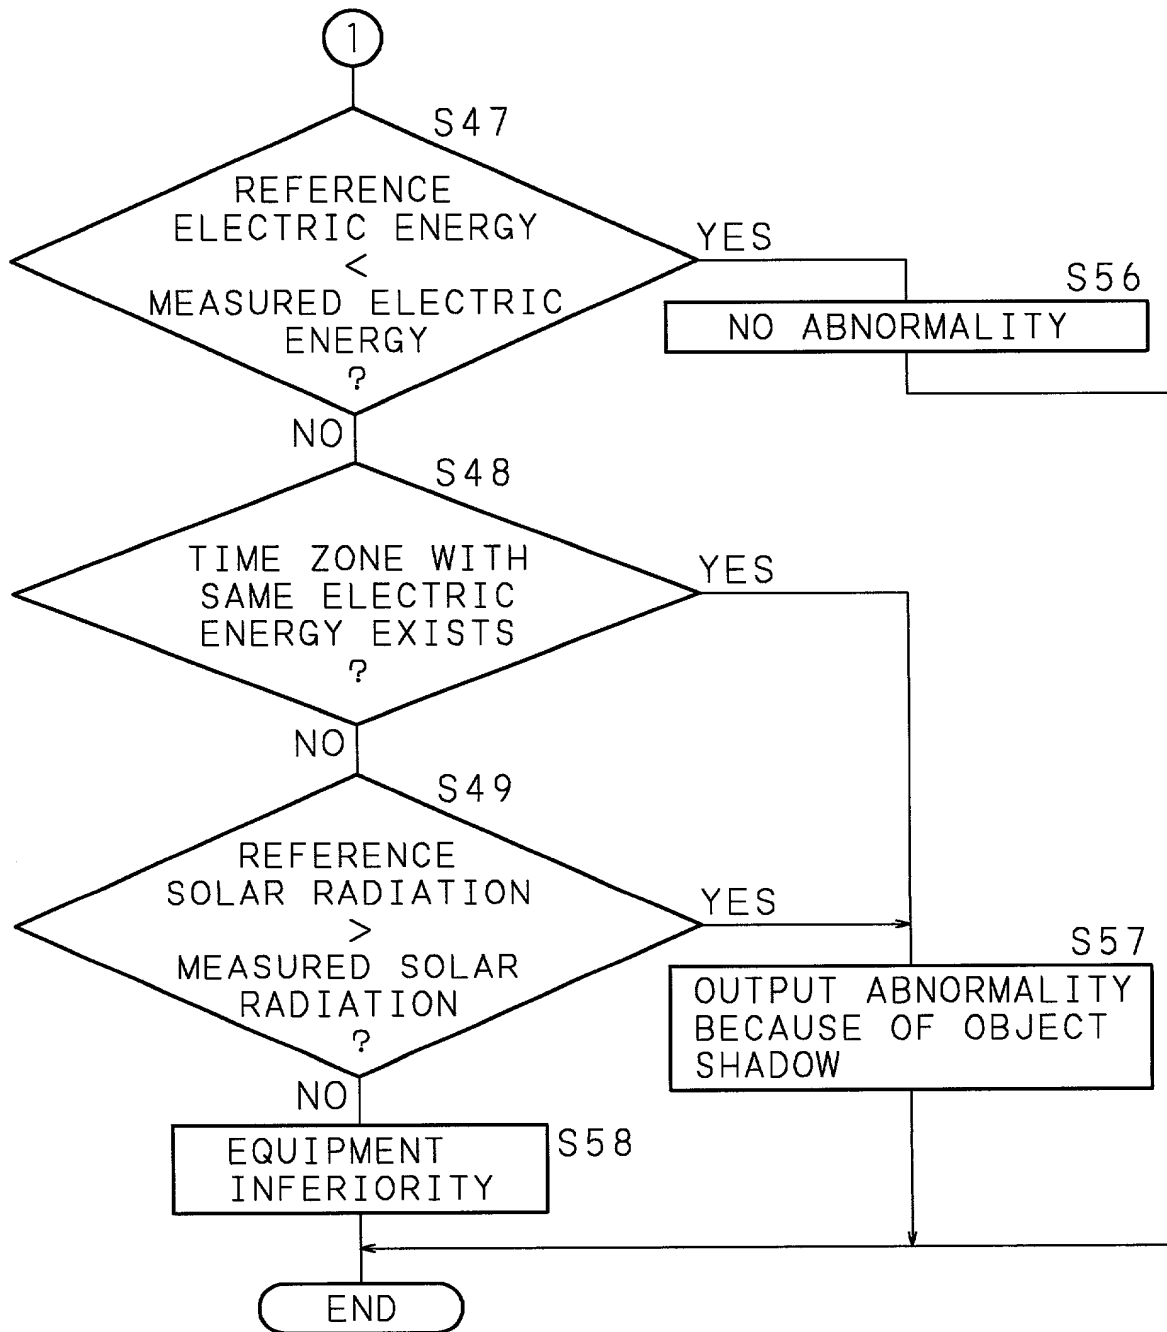 1
S47
REFERENCE
ELECTRIC ENERGY
<
MEASURED ELECTRIC
ENERGY
?
YES
S56
NO ABNORMALITY
NO
S48
TIME ZONE WITH
SAME ELECTRIC
ENERGY EXISTS
?
YES
NO
S49
REFERENCE
SOLAR RADIATION
>
MEASURED SOLAR
RADIATION
?
YES
S57
OUTPUT ABNORMALITY
BECAUSE OF OBJECT
SHADOW
NO
EQUIPMENT
INFERIORITY
S58
END